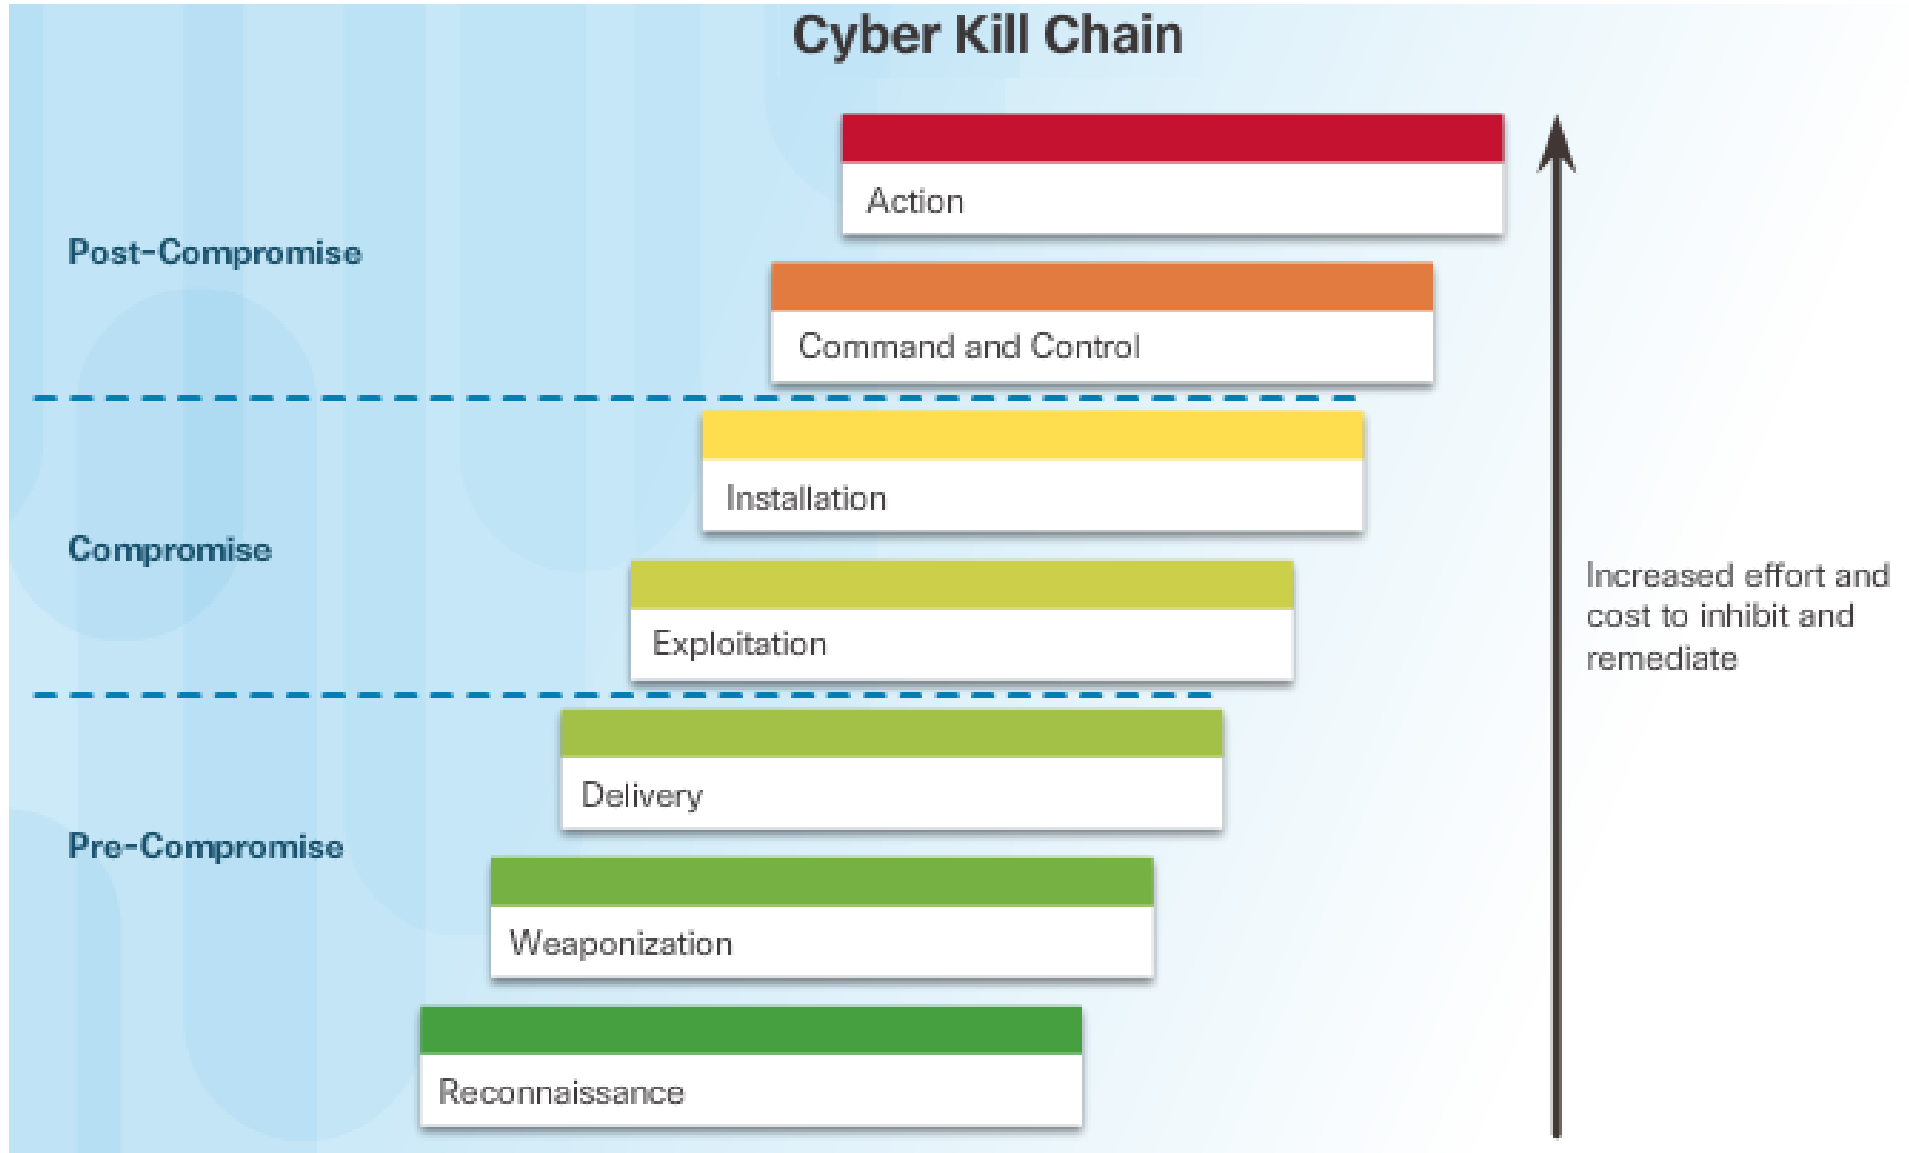 Cyber Kill Chain
Action
Post-Compromise
Command and Control
Installation
Compromise
Exploitation
Increased effort and
cost to inhibit and
remediate
Delivery
Pre-Compromise
Weaponization
Reconnaissance